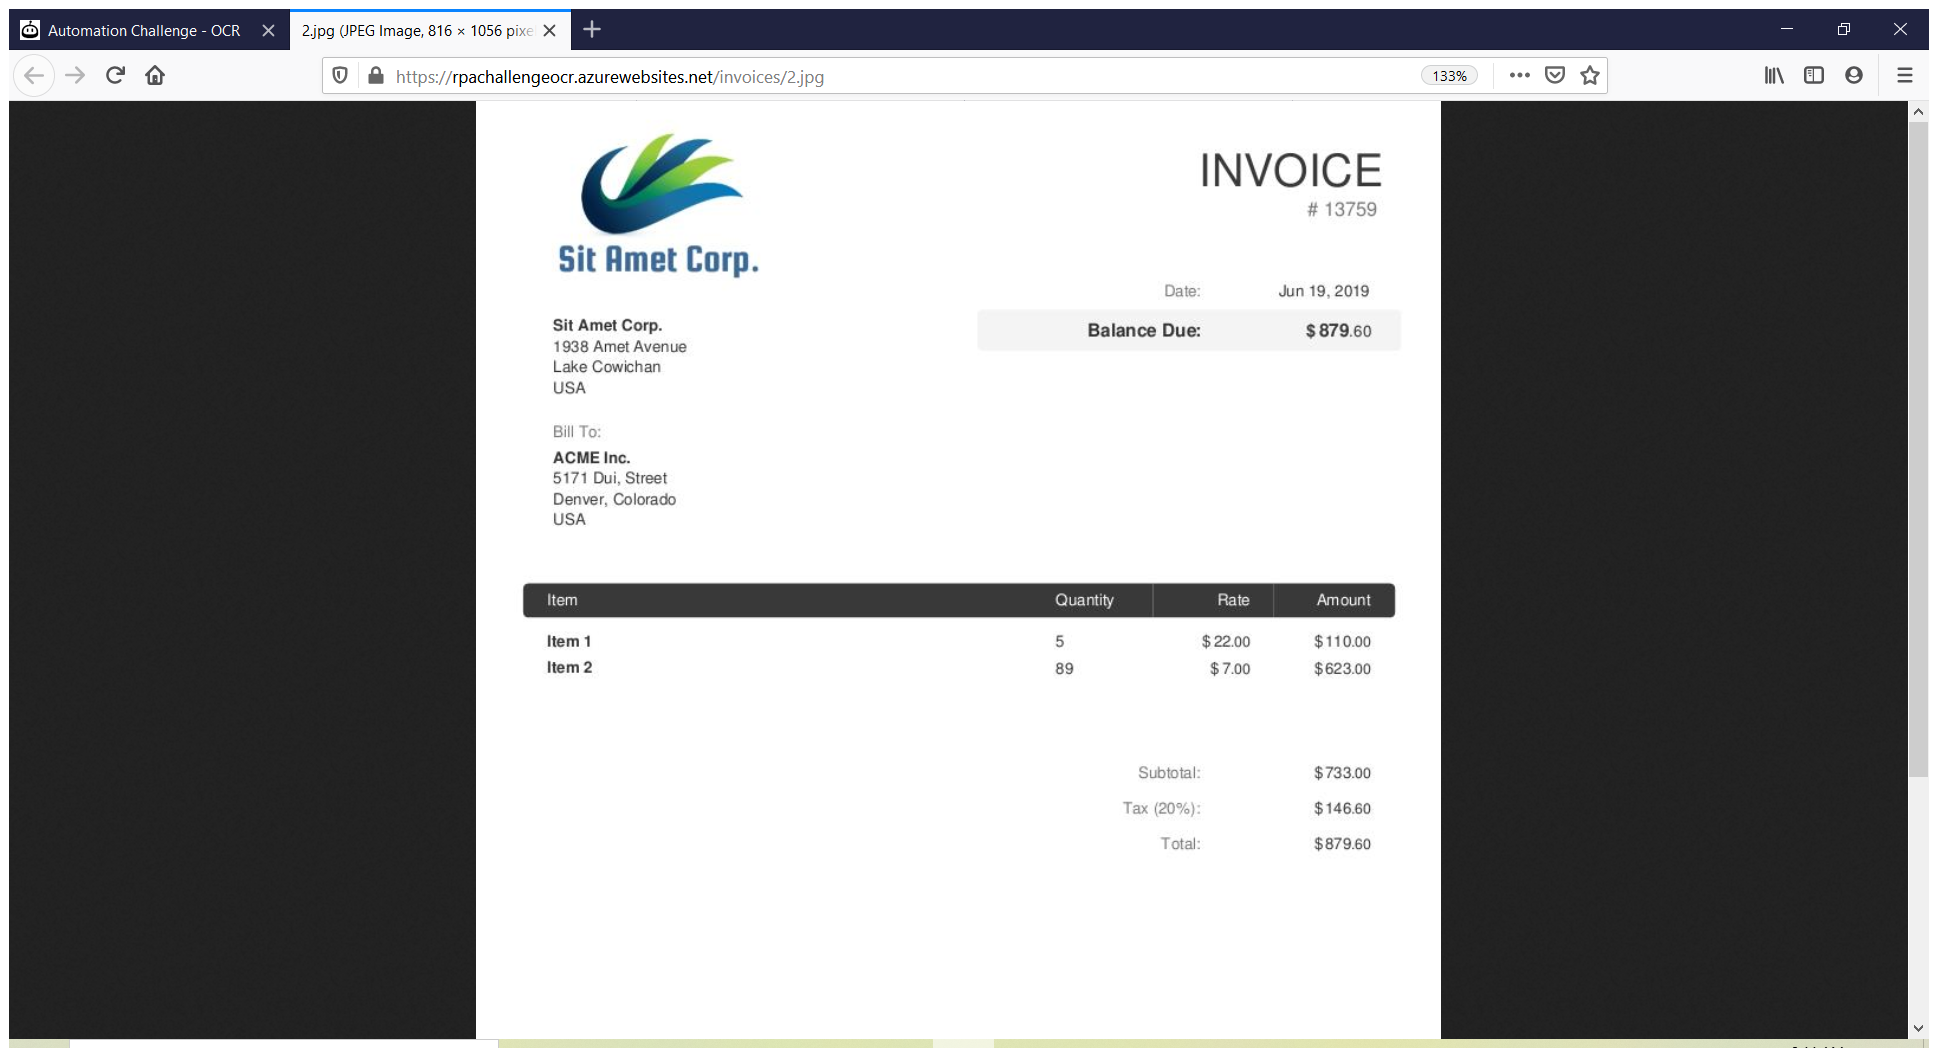 Automation Challenge - OCR
2.jpg (JPEG Image, 816 × 1056 pixe
https://rpachallengeocr.azurewebsites.net/invoices/2.jpg
133%
Sit Amet Corp.
INVOICE
# 13759
Date: Jun 19, 2019
Balance Due: $ 879.60
Sit Amet Corp.
1938 Amet Avenue
Lake Cowichan
USA
Bill To:
ACME Inc.
5171 Dui, Street
Denver, Colorado
USA
Item Quantity Rate Amount
Item 1 5 $ 22.00 $ 110.00
Item 2 89 $ 7.00 $ 623.00
Subtotal: $ 733.00
Tax (20%): $ 146.60
Total: $ 879.60